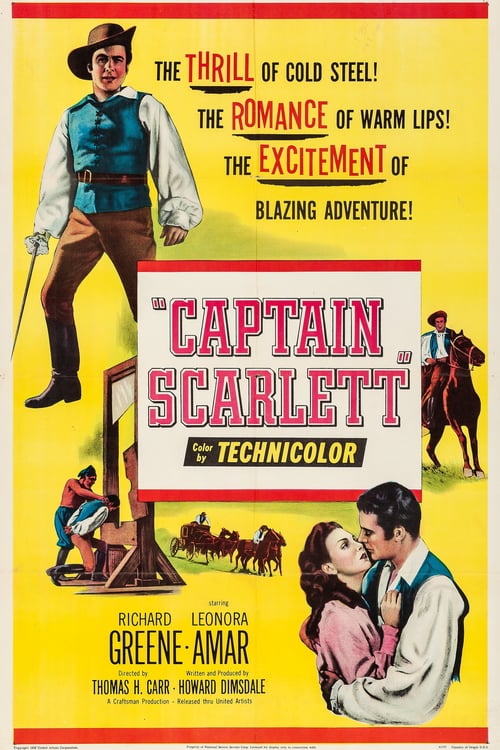 THE THRILL OF COLD STEEL!
THE ROMANCE OF WARM LIPS!
THE EXCITEMENT OF
BLAZING ADVENTURE!
"CAPTAIN
SCARLETT"
Color by TECHNICOLOR
starring
RICHARD LEONORA
GREENE · AMAR
Directed by Written and Produced by
THOMAS H. CARR · HOWARD DIMSDALE
A Craftsman Production - Released thru United Artists